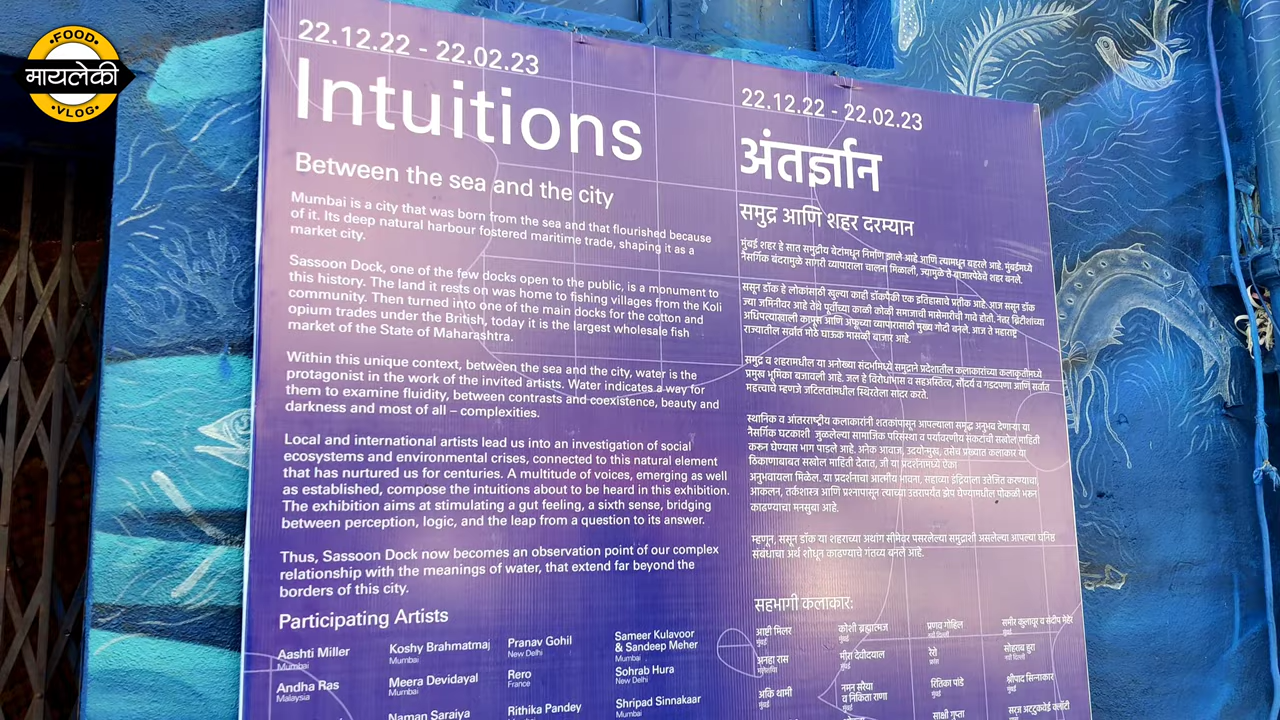 FOOD
मायलेकी
VLOG
22.12.22 - 22.02.23
Intuitions
Between the sea and the city
Mumbai is a city that was born from the sea and that flourished because
of it. Its deep natural harbour fostered maritime trade, shaping it as a
market city.
Sassoon Dock, one of the few docks open to the public, is a monument to
this history. The land it rests on was home to fishing villages from the Koli
community. Then turned into one of the main docks for the cotton and
opium trades under the British, today it is the largest wholesale fish
market of the State of Maharashtra.
Within this unique context, between the sea and the city, water is the
protagonist in the work of the invited artists. Water indicates a way for
them to examine fluidity, between contrasts and coexistence, beauty and
darkness and most of all – complexities.
Local and international artists lead us into an investigation of social
ecosystems and environmental crises, connected to this natural element
that has nurtured us for centuries. A multitude of voices, emerging as well
as established, compose the intuitions about to be heard in this exhibition.
The exhibition aims at stimulating a gut feeling, a sixth sense, bridging
between perception, logic, and the leap from a question to its answer.
Thus, Sassoon Dock now becomes an observation point of our complex
relationship with the meanings of water, that extend far beyond the
borders of this city.
Participating Artists
Aashti Miller
Mumbai
Koshy Brahmatmaj
Mumbai
Pranav Gohil
New Delhi
Sameer Kulavoor
& Sandeep Meher
Mumbai
Andha Ras
Malaysia
Meera Devidayal
Mumbai
Rero
France
Sohrab Hura
New Delhi
Naman Saraiya
Rithika Pandey
Shripad Sinnakaar
Mumbai
22.12.22 - 22.02.23
अंतर्ज्ञान
समुद्र आणि शहर दरम्यान
मुंबई शहर हे सात समुद्रीय बेटांमधून निर्माण झाले आहे आणि त्यामधून बहरले आहे. मुंबईमध्ये
नैसर्गिक बंदरामुळे सागरी व्यापाराला चालना मिळाली, ज्यामुळे ते बाजारपेठेचे शहर बनले.
ससून डॉक हे लोकांसाठी खुल्या काही डॉकपैकी एक इतिहासाचे प्रतीक आहे. आज ससून डॉक
ज्या जमिनीवर आहे तेथे पूर्वीच्या काळी कोळी समाजाची मासेमारीची गावे होती. नंतर ब्रिटीशांच्या
अधिपत्याखाली कापूस आणि अफूच्या व्यापारासाठी मुख्य गोदी बनले. आज ते महाराष्ट्र
राज्यातील सर्वात मोठे घाऊक मासळी बाजार आहे.
समुद्र व शहरामधील या अनोख्या संदर्भामध्ये समुद्राने प्रदेशातील कलाकारांच्या कलाकृतीमध्ये
प्रमुख भूमिका बजावली आहे. जल हे विरोधाभास व सहअस्तित्व, सौंदर्य व गडदपणा आणि सर्वात
महत्त्वाचे म्हणजे जटिलतांमधील स्थिरतेला सादर करते.
स्थानिक व आंतरराष्ट्रीय कलाकारांनी शतकांपासून आपल्याला समृद्ध अनुभव देणाऱ्या या
नैसर्गिक घटकाशी जुळलेल्या सामाजिक परिसंस्था व पर्यावरणीय संकटांची सखोल माहिती
करून घेण्यास भाग पाडले आहे. अनेक आवाज, उदयोन्मुख, तसेच प्रख्यात कलाकार या
ठिकाणाबाबत सखोल माहिती देतात, जी या प्रदर्शनामध्ये ऐका
अनुभवायला मिळेल. या प्रदर्शनाचा आत्मीय भावना, सहाव्या इंद्रियाला उत्तेजित करण्याचा,
आकलन, तर्कशास्त्र आणि प्रश्नापासून त्याच्या उत्तरापर्यंत झेप घेण्यामधील पोकळी भरून
काढण्याचा मनसुबा आहे.
म्हणून, ससून डॉक या शहराच्या अथांग सीमेवर पसरलेल्या समुद्राशी असलेल्या आपल्या घनिष्ठ
संबंधाचा अर्थ शोधून काढण्याचे गंतव्य बनले आहे.
सहभागी कलाकार:
आष्टी मिलर
मुंबई
कोशी ब्रह्मात्मज
मुंबई
प्रणव गोहिल
नवी दिल्ली
समीर कुलावूर व संदीप मेहेर
मुंबई
अनहा रास
मलेशिया
मीरा देवीदयाल
मुंबई
रेरो
फ्रांस
सोहराब हुरा
नवी दिल्ली
अंकि थामी
मुंबई
नमन सरैया
व निकिता राणा
रितिका पांडे
मुंबई
श्रीपाद सिन्नाकार
मुंबई
साक्षी गुप्ता